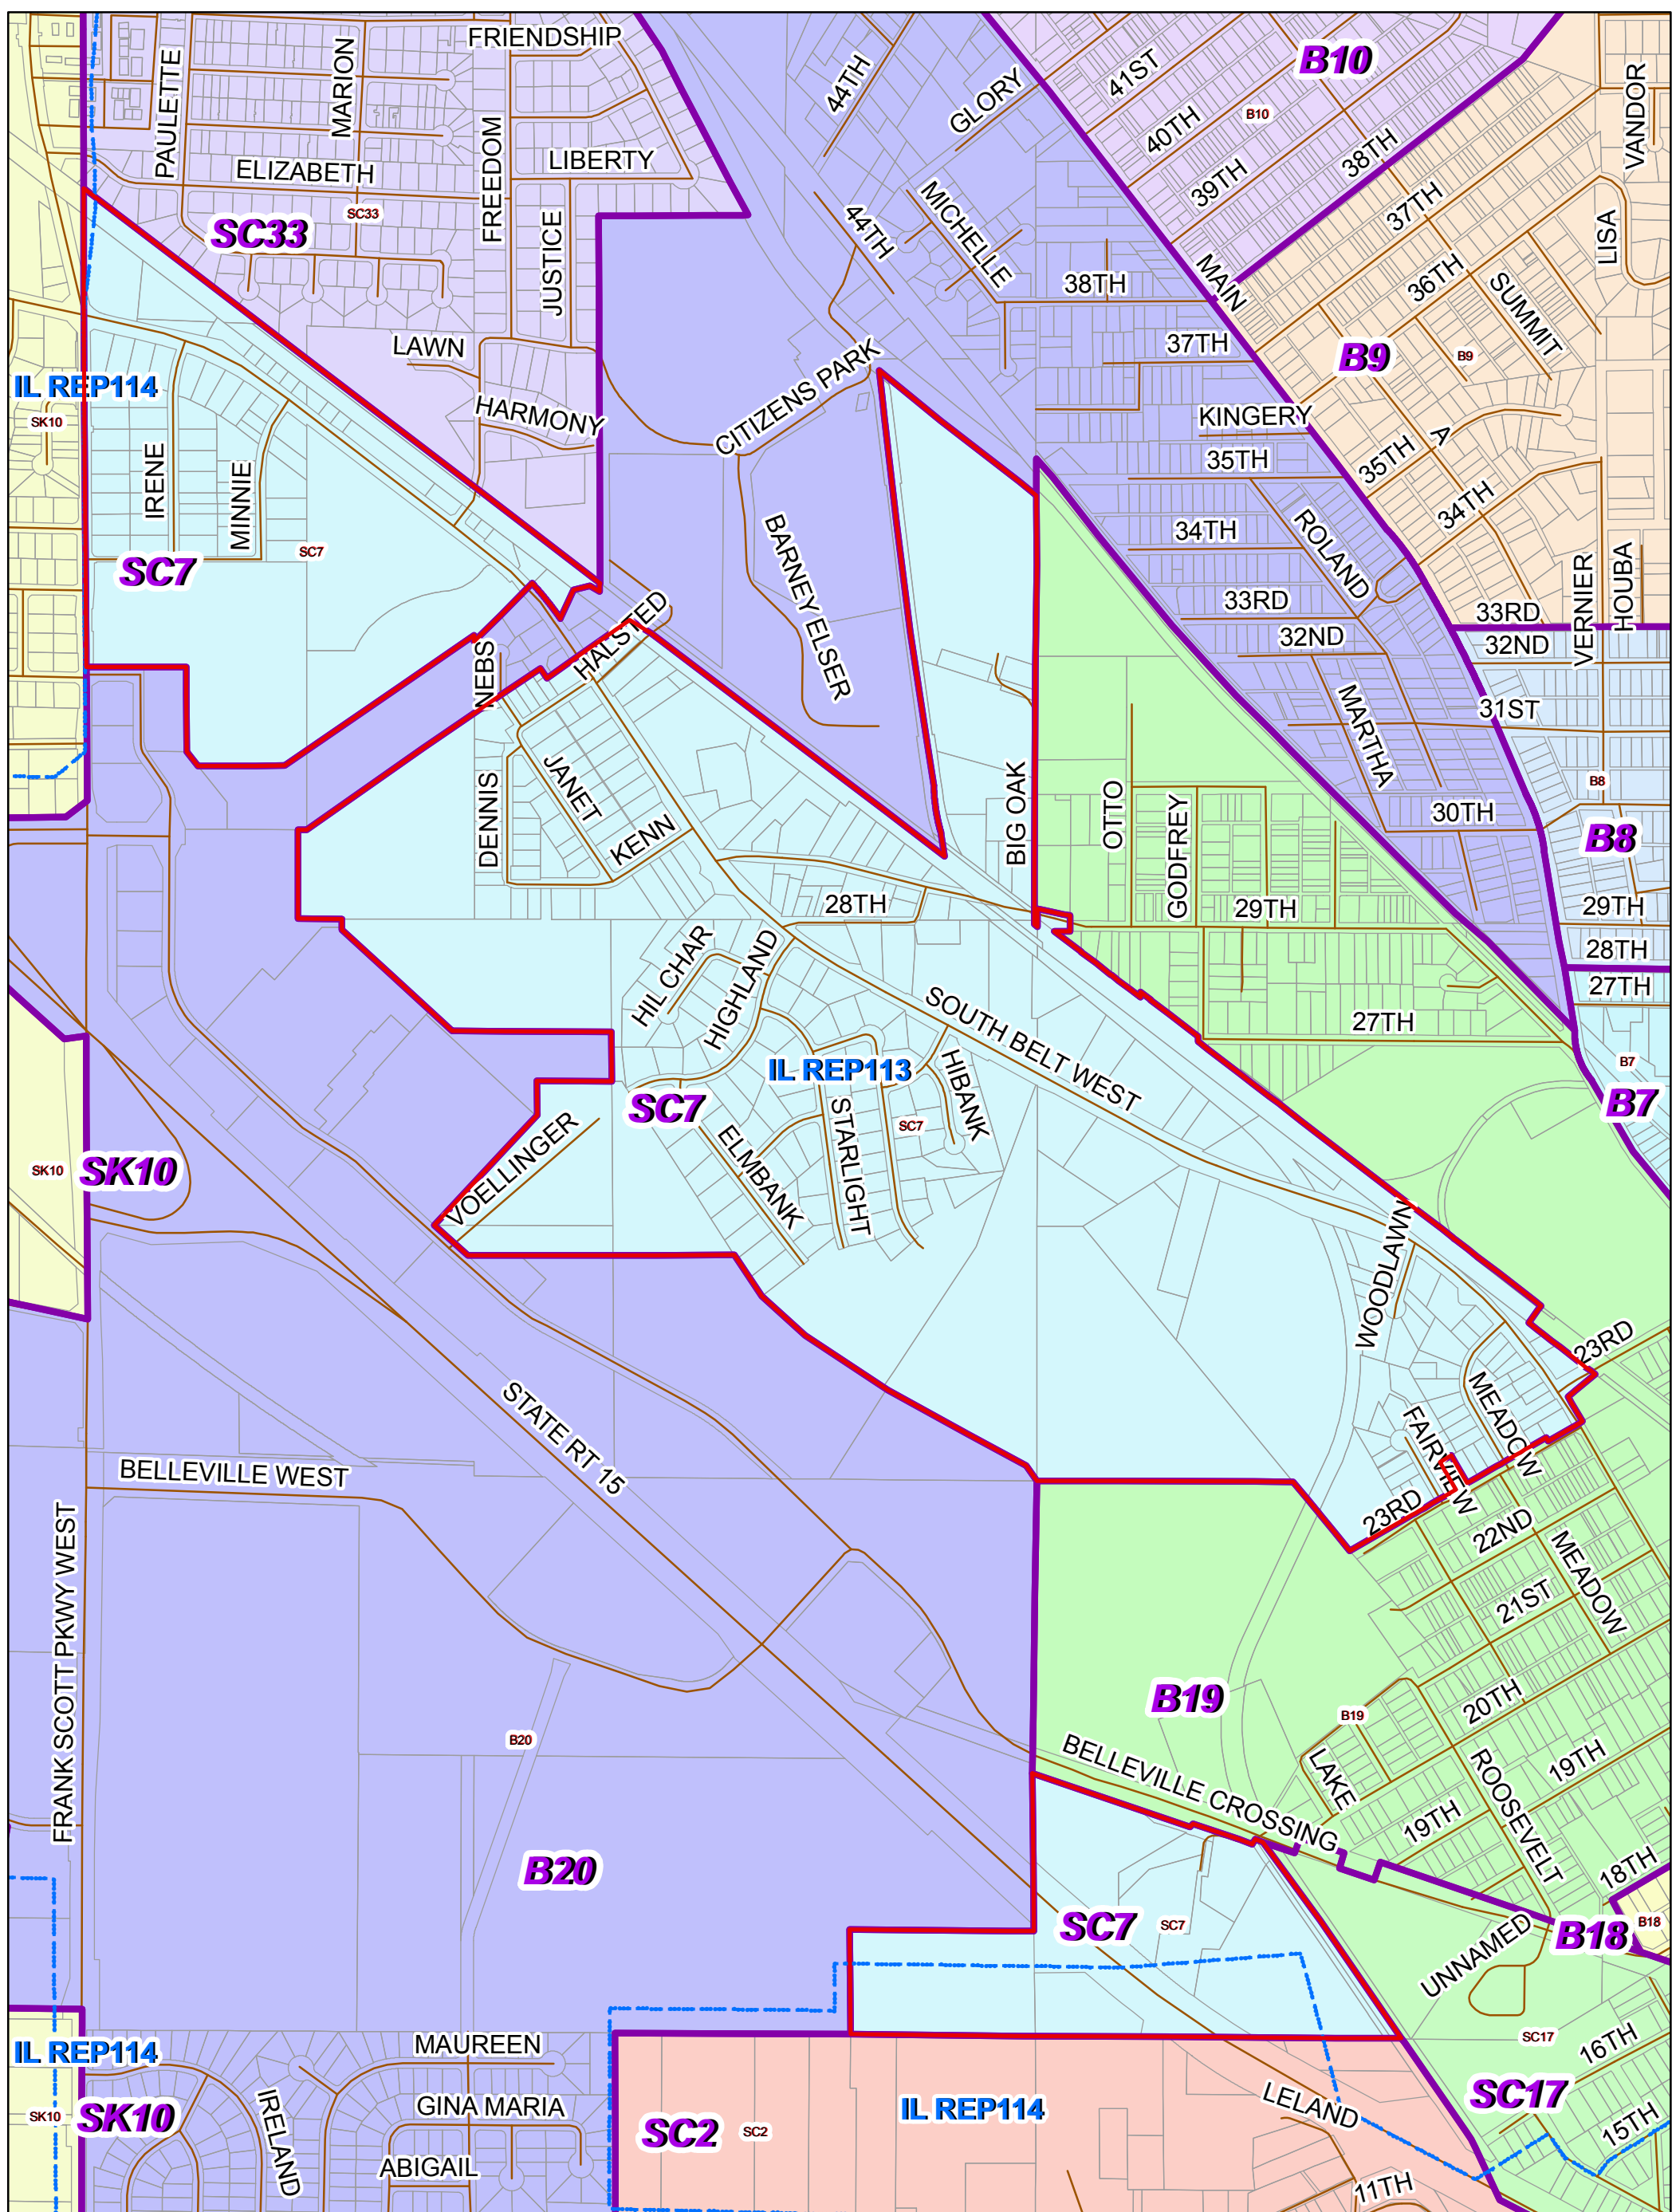 FRIENDSHIP
PAULETTE
MARION
FREEDOM
ELIZABETH
LIBERTY
JUSTICE
SC33
SC33
LAWN
HARMONY
44TH
GLORY
41ST
B10
B10
40TH
39TH
38TH
VANDOR
37TH
LISA
44TH
MICHELLE
38TH
MAIN
36TH
SUMMIT
37TH
B9
B9
IL REP114
SK10
IRENE
MINNIE
SC7
SC7
CITIZENS PARK
KINGERY
35TH
35TH
A
34TH
34TH
ROLAND
BARNEY ELSER
33RD
32ND
33RD
VERNIER
HOUBA
32ND
NEBS
HALSTED
MARTHA
31ST
B8
DENNIS
JANET
KENN
BIG OAK
OTTO
GODFREY
30TH
B8
28TH
29TH
29TH
28TH
27TH
HIL CHAR
HIGHLAND
SOUTH BELT WEST
27TH
B7
B7
IL REP113
HIBANK
SC7
SC7
STARLIGHT
ELMBANK
VOELLINGER
SK10
SK10
WOODLAWN
23RD
MEADOW
FAIRVIEW
23RD
22ND
MEADOW
STATE RT 15
BELLEVILLE WEST
FRANK SCOTT PKWY WEST
21ST
B19
B19
20TH
19TH
ROOSEVELT
LAKE
19TH
BELLEVILLE CROSSING
B20
B20
18TH
B18
B18
UNNAMED
SC7
SC7
SC17
16TH
SC17
15TH
IL REP114
SK10
SK10
MAUREEN
GINA MARIA
IRELAND
ABIGAIL
SC2
SC2
IL REP114
LELAND
11TH